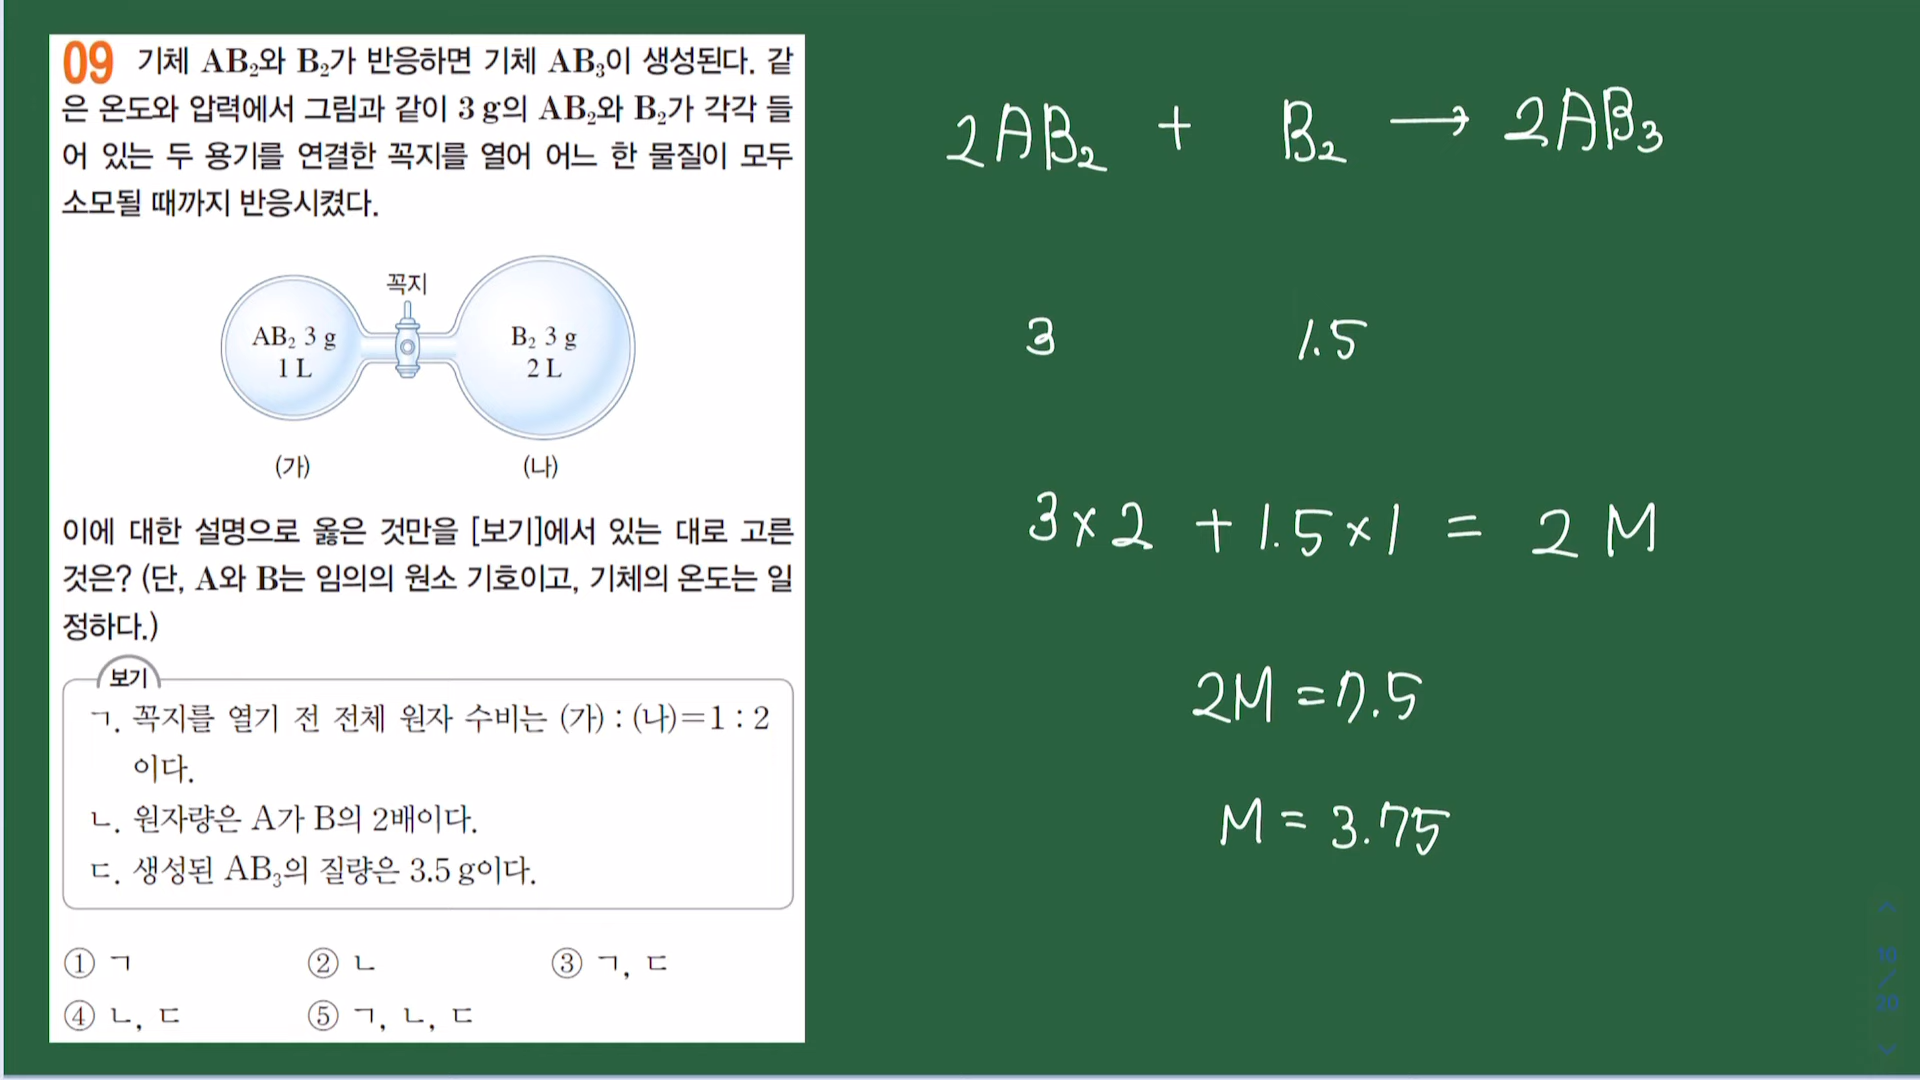 09 기체 AB₂와 B₂가 반응하면 기체 AB₃이 생성된다. 같
은 온도와 압력에서 그림과 같이 3 g의 AB₂와 B₂가 각각 들
어 있는 두 용기를 연결한 꼭지를 열어 어느 한 물질이 모두
소모될 때까지 반응시켰다.
꼭지
AB₂ 3 g
1 L
B₂ 3 g
2 L
(가)
(나)
이에 대한 설명으로 옳은 것만을 [보기]에서 있는 대로 고른
것은? (단, A와 B는 임의의 원소 기호이고, 기체의 온도는 일
정하다.)
보기
ㄱ. 꼭지를 열기 전 전체 원자 수비는 (가) : (나)=1 : 2
이다.
ㄴ. 원자량은 A가 B의 2배이다.
ㄷ. 생성된 AB₃의 질량은 3.5 g이다.
① ㄱ ② ㄴ ③ ㄱ, ㄷ
④ ㄴ, ㄷ ⑤ ㄱ, ㄴ, ㄷ
2AB₂ + B₂ → 2AB₃
3 1.5
3×2 + 1.5×1 = 2M
2M = 7.5
M = 3.75
10
/
20